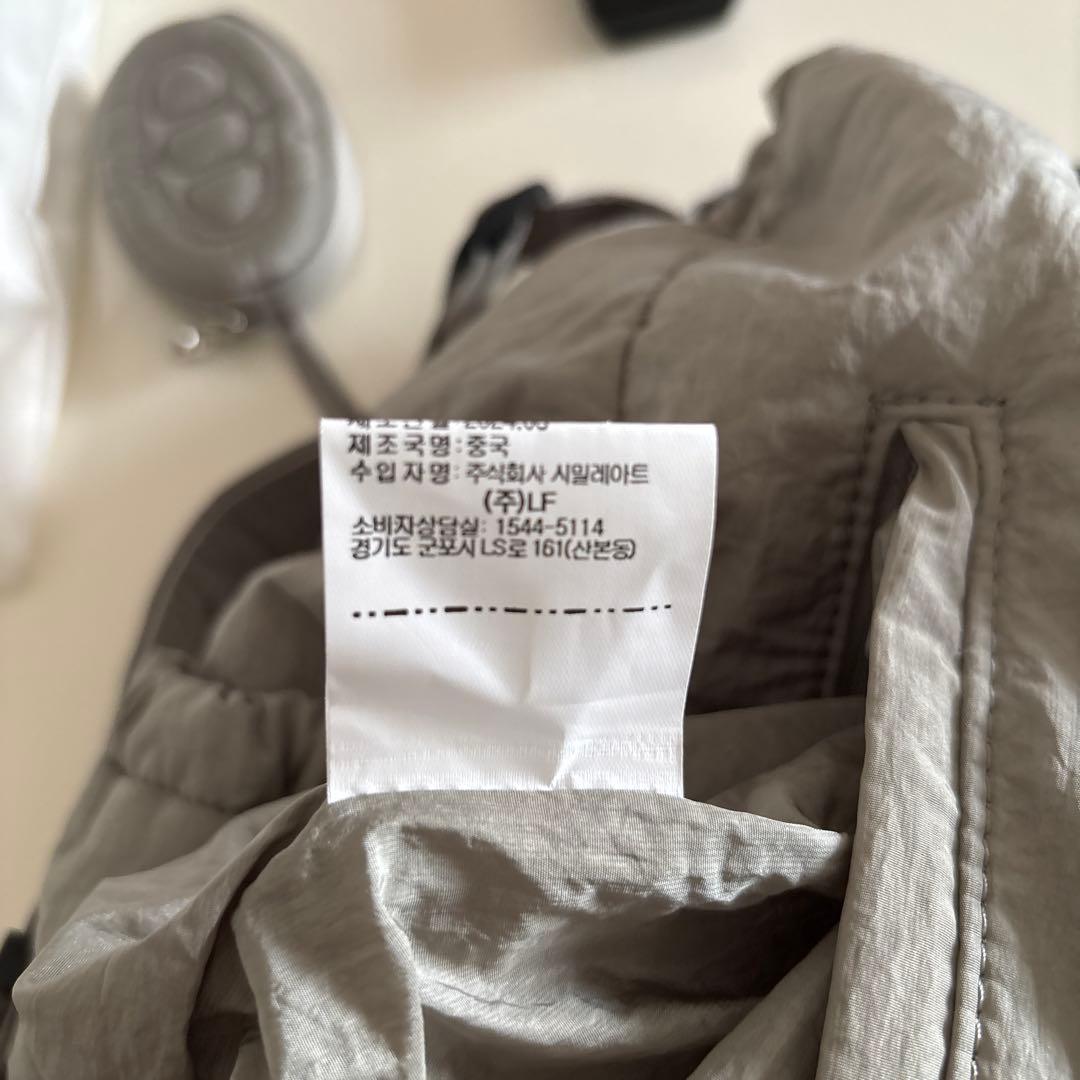 제조국명:중국
수입자명:주식회사 시밀레아트
(주)LF
소비자상담실: 1544-5114
경기도 군포시 LS로 161(산본동)